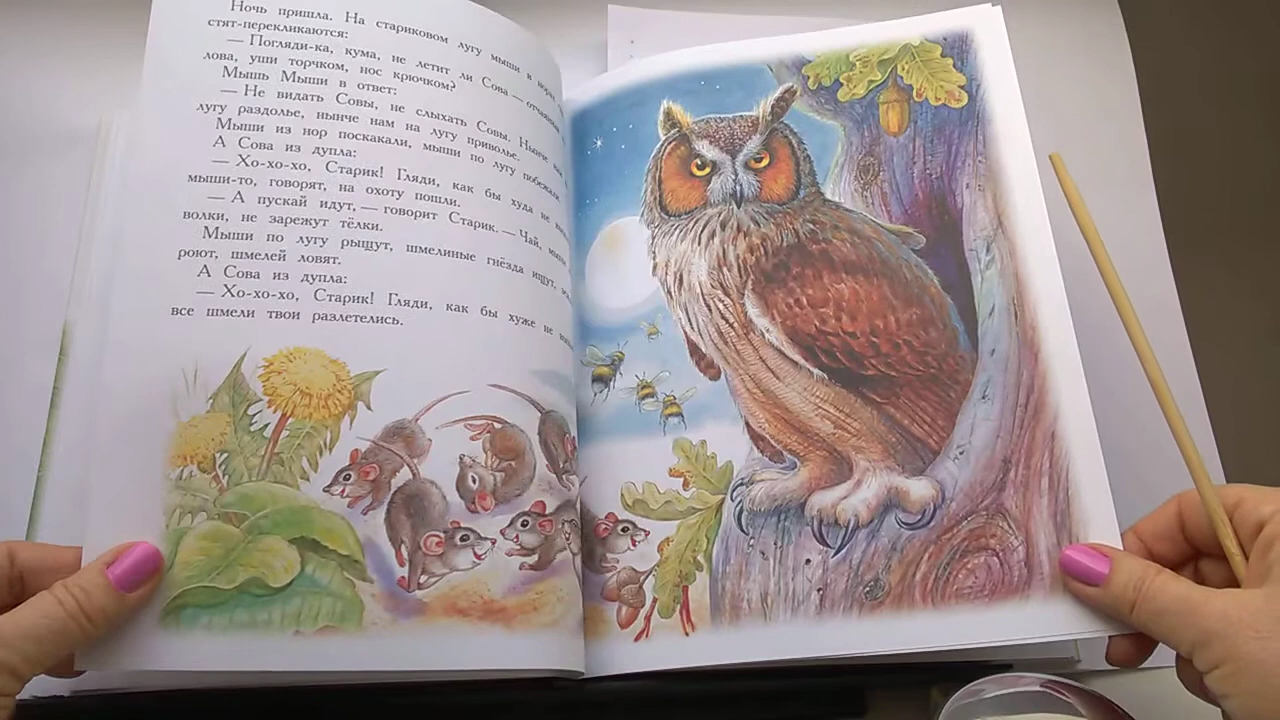 Ночь пришла. На стариковом лугу мыши в норах
стят-перекликаются:
— Погляди-ка, кума, не летит ли Сова — отчаянная
лова, уши торчком, нос крючком?
Мышь Мыши в ответ:
— Не видать Совы, не слыхать Совы. Нынче нам
лугу раздолье, нынче нам на лугу приволье.
Мыши из нор поскакали, мыши по лугу побежали.
А Сова из дупла:
— Хо-хо-хо, Старик! Гляди, как бы худа не
мыши-то, говорят, на охоту пошли.
— А пускай идут, — говорит Старик. — Чай, мыши
волки, не зарежут тёлки.
Мыши по лугу рыщут, шмелиные гнёзда ищут,
роют, шмелей ловят.
А Сова из дупла:
— Хо-хо-хо, Старик! Гляди, как бы хуже не
все шмели твои разлетелись.